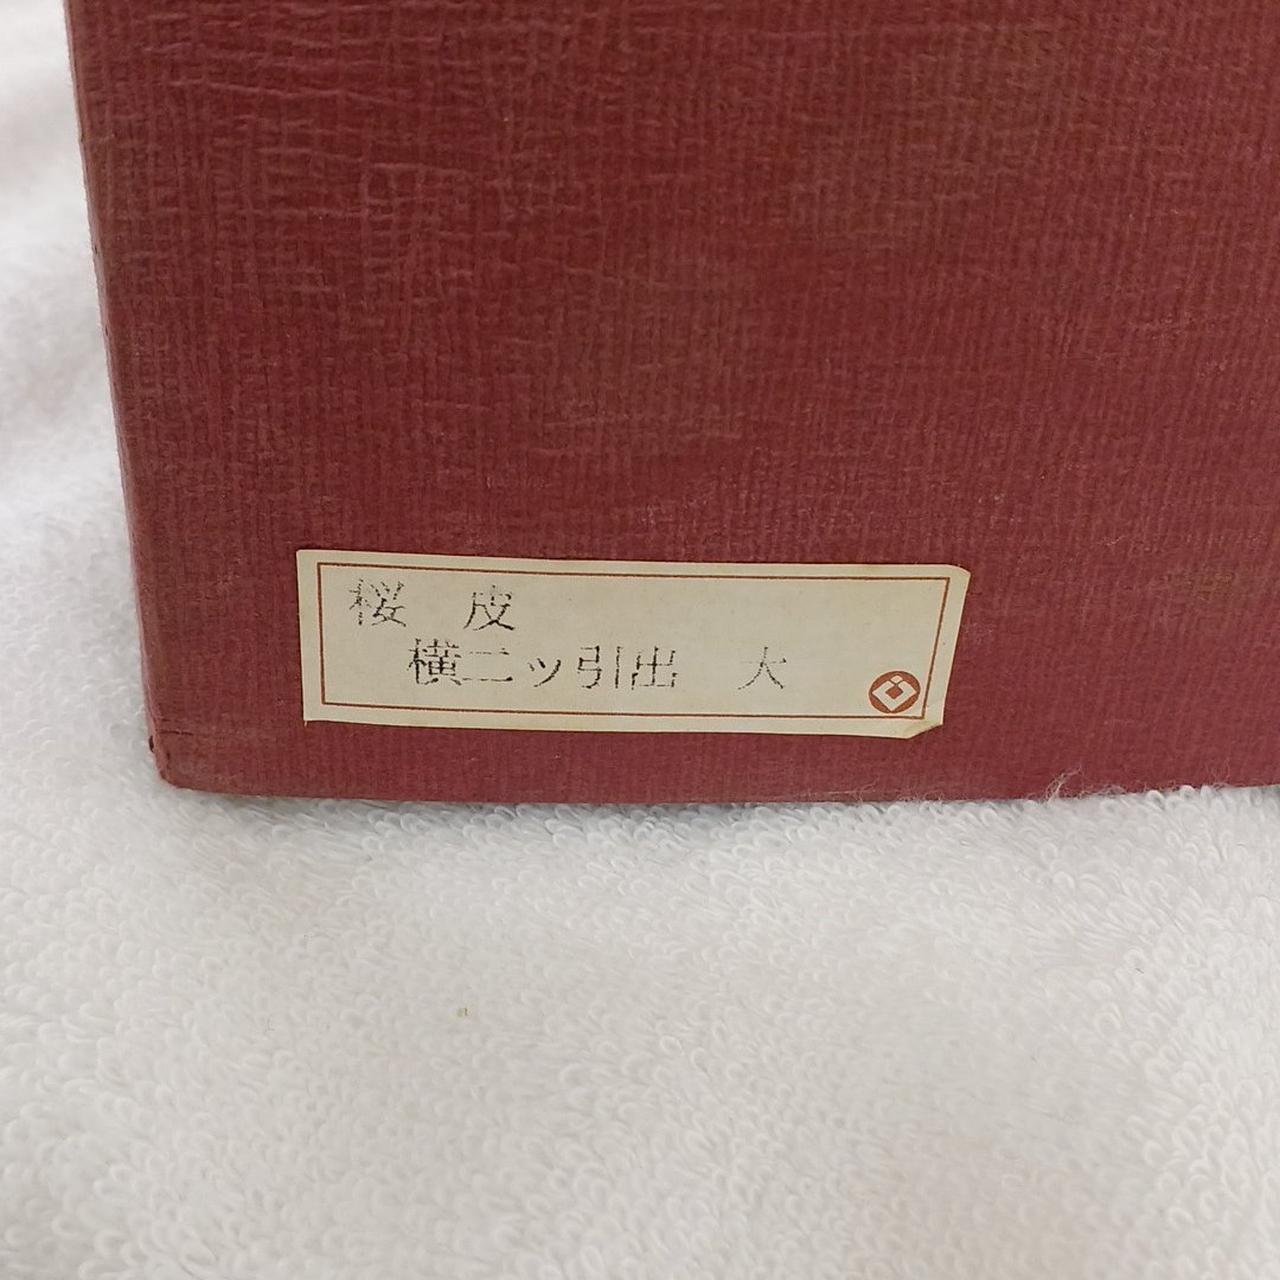 桜　皮
横二ッ引出　大